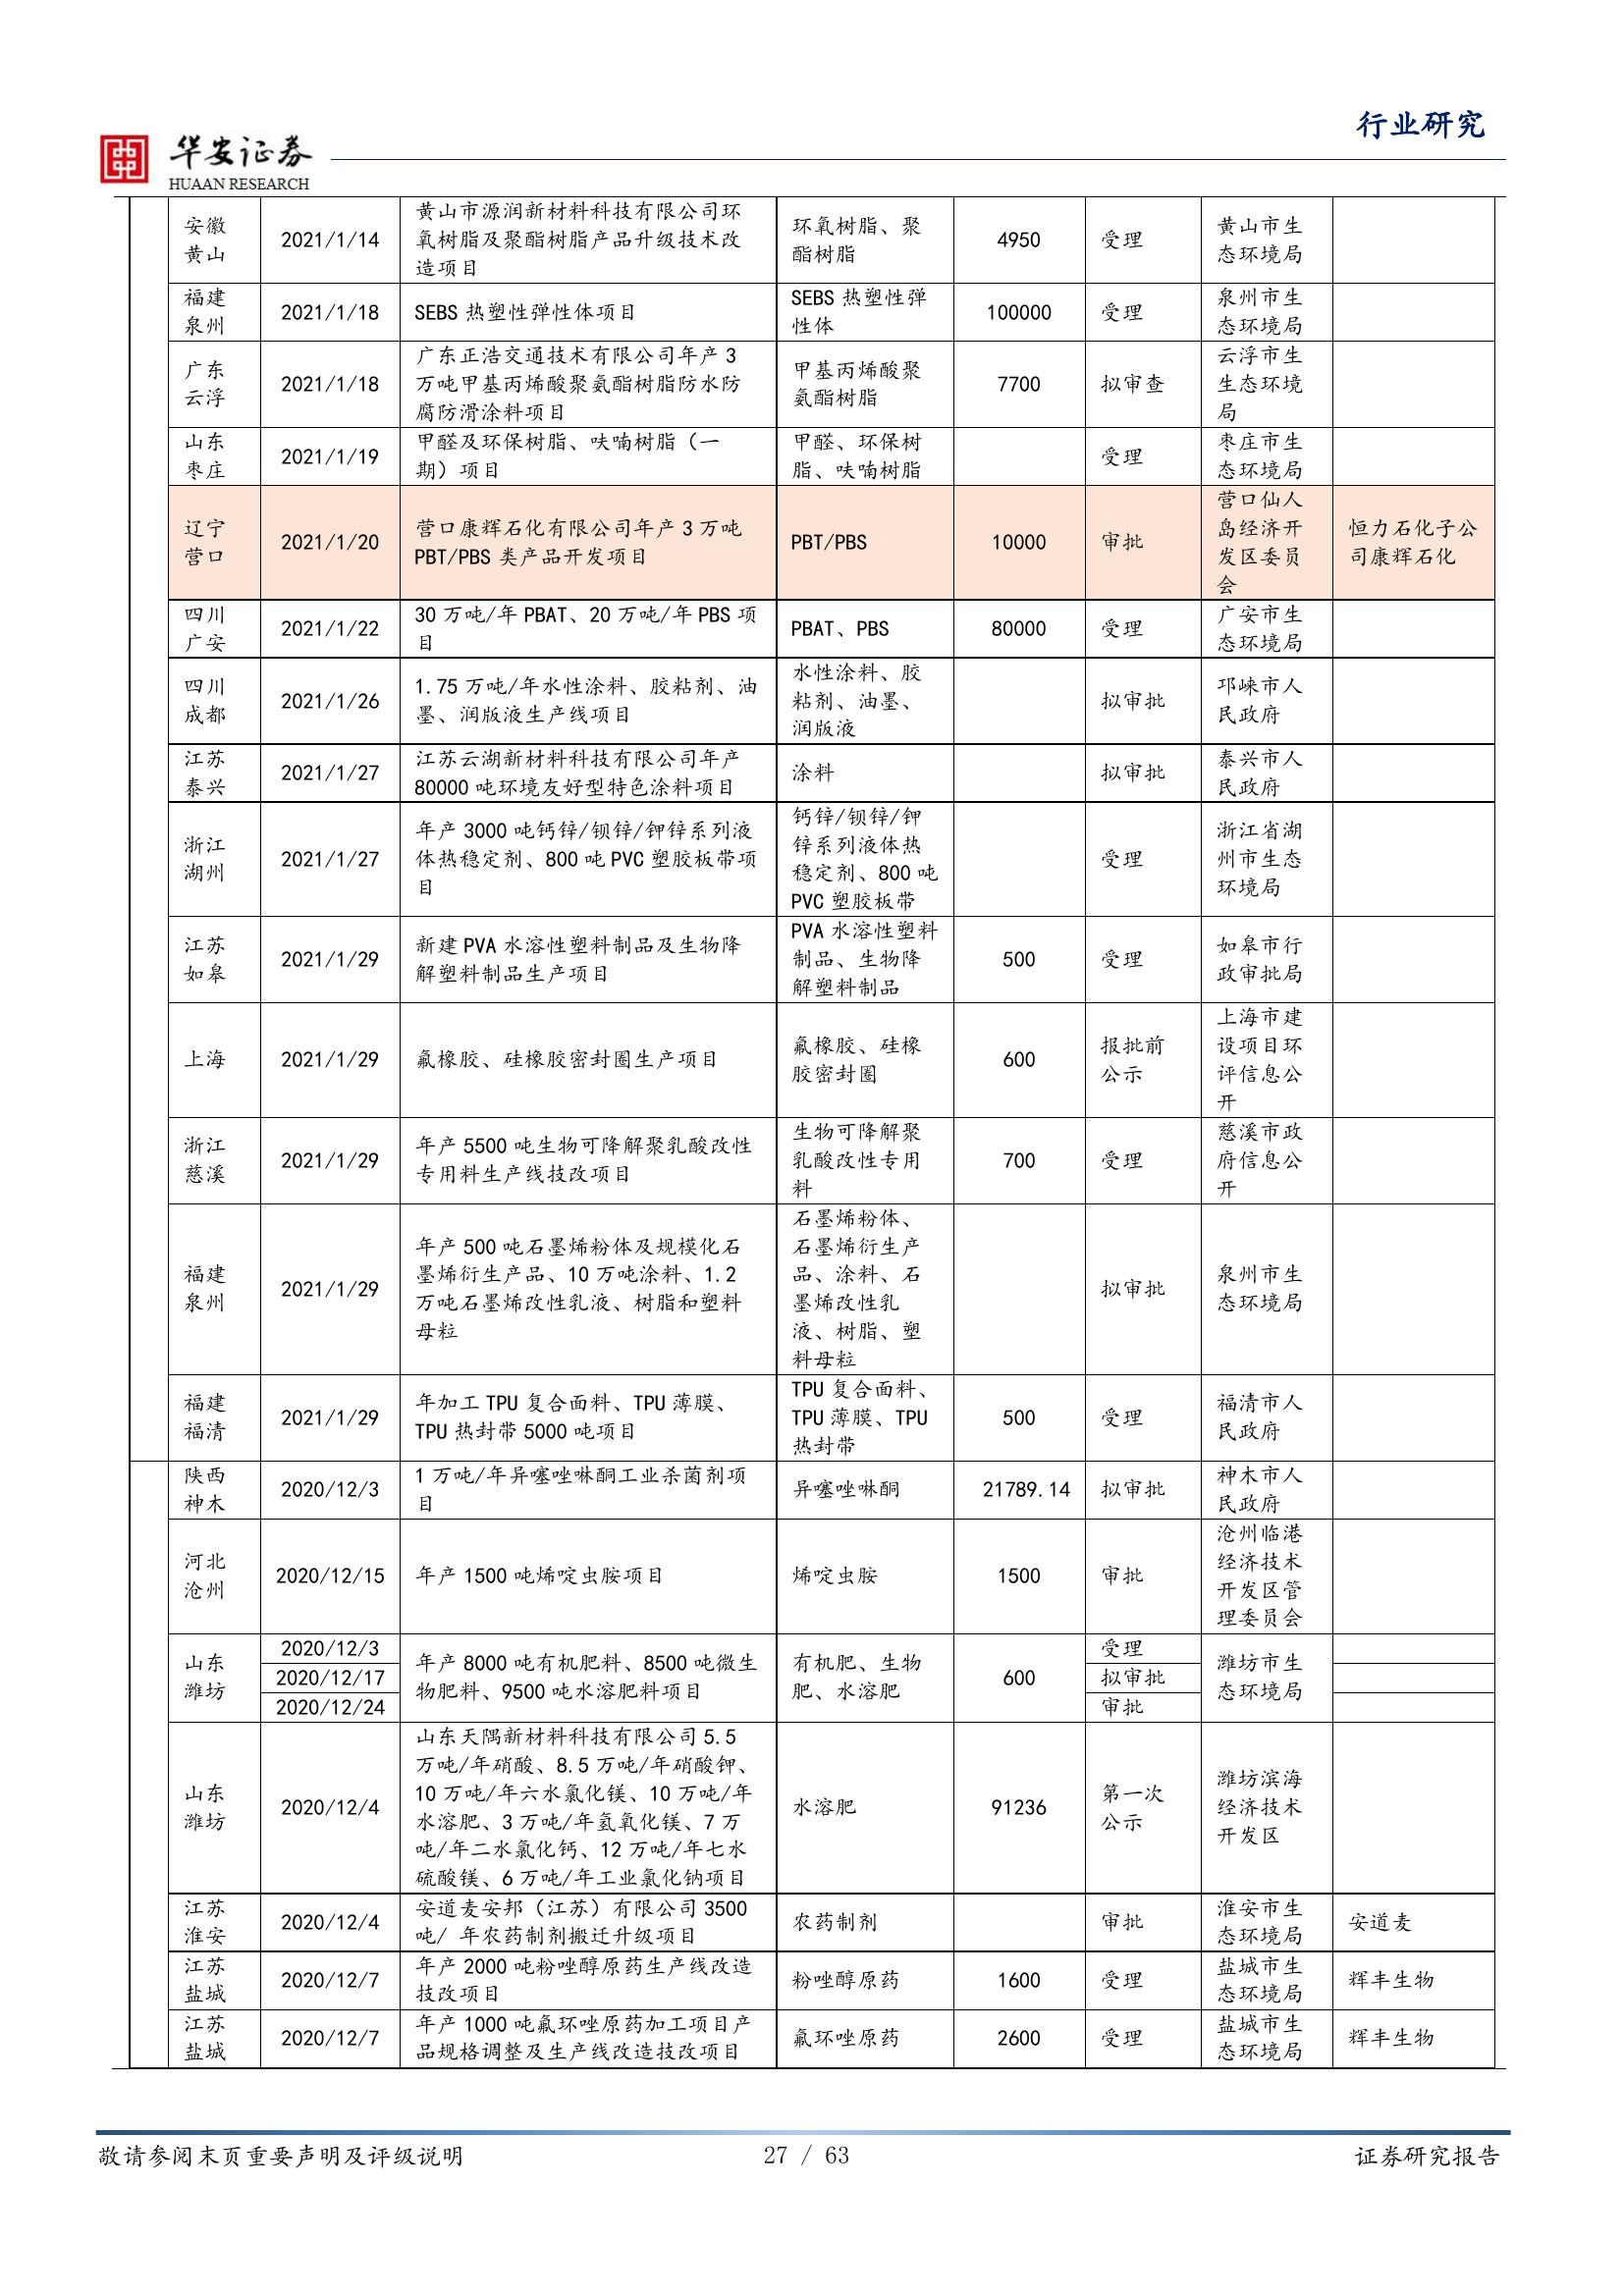 行业研究
华安证券
HUAAN RESEARCH
安徽
黄山
2021/1/14
黄山市源润新材料科技有限公司环
氧树脂及聚酯树脂产品升级技术改
造项目
环氧树脂、聚
酯树脂
4950
受理
黄山市生
态环境局
福建
泉州
2021/1/18
SEBS 热塑性弹性体项目
SEBS 热塑性弹
性体
100000
受理
泉州市生
态环境局
广东
云浮
2021/1/18
广东正浩交通技术有限公司年产 3
万吨甲基丙烯酸聚氨酯树脂防水防
腐防滑涂料项目
甲基丙烯酸聚
氨酯树脂
7700
拟审查
云浮市生
生态环境
局
山东
枣庄
2021/1/19
甲醛及环保树脂、呋喃树脂（一
期）项目
甲醛、环保树
脂、呋喃树脂
受理
枣庄市生
态环境局
辽宁
营口
2021/1/20
营口康辉石化有限公司年产 3 万吨
PBT/PBS 类产品开发项目
PBT/PBS
10000
审批
营口仙人
岛经济开
发区委员
会
恒力石化子公
司康辉石化
四川
广安
2021/1/22
30 万吨/年 PBAT、20 万吨/年 PBS 项
目
PBAT、PBS
80000
受理
广安市生
态环境局
四川
成都
2021/1/26
1.75 万吨/年水性涂料、胶粘剂、油
墨、润版液生产线项目
水性涂料、胶
粘剂、油墨、
润版液
拟审批
邛崃市人
民政府
江苏
泰兴
2021/1/27
江苏云湖新材料科技有限公司年产
80000 吨环境友好型特色涂料项目
涂料
拟审批
泰兴市人
民政府
浙江
湖州
2021/1/27
年产 3000 吨钙锌/钡锌/钾锌系列液
体热稳定剂、800 吨 PVC 塑胶板带项
目
钙锌/钡锌/钾
锌系列液体热
稳定剂、800 吨
PVC 塑胶板带
受理
浙江省湖
州市生态
环境局
江苏
如皋
2021/1/29
新建 PVA 水溶性塑料制品及生物降
解塑料制品生产项目
PVA 水溶性塑料
制品、生物降
解塑料制品
500
受理
如皋市行
政审批局
上海
2021/1/29
氟橡胶、硅橡胶密封圈生产项目
氟橡胶、硅橡
胶密封圈
600
报批前
公示
上海市建
设项目环
评信息公
开
浙江
慈溪
2021/1/29
年产 5500 吨生物可降解聚乳酸改性
专用料生产线技改项目
生物可降解聚
乳酸改性专用
料
700
受理
慈溪市政
府信息公
开
福建
泉州
2021/1/29
年产 500 吨石墨烯粉体及规模化石
墨烯衍生产品、10 万吨涂料、1.2
万吨石墨烯改性乳液、树脂和塑料
母粒
石墨烯粉体、
石墨烯衍生产
品、涂料、石
墨烯改性乳
液、树脂、塑
料母粒
拟审批
泉州市生
态环境局
福建
福清
2021/1/29
年加工 TPU 复合面料、TPU 薄膜、
TPU 热封带 5000 吨项目
TPU 复合面料、
TPU 薄膜、TPU
热封带
500
受理
福清市人
民政府
陕西
神木
2020/12/3
1 万吨/年异噻唑啉酮工业杀菌剂项
目
异噻唑啉酮
21789.14
拟审批
神木市人
民政府
河北
沧州
2020/12/15
年产 1500 吨烯啶虫胺项目
烯啶虫胺
1500
审批
沧州临港
经济技术
开发区管
理委员会
山东
潍坊
2020/12/3
2020/12/17
2020/12/24
年产 8000 吨有机肥料、8500 吨微生
物肥料、9500 吨水溶肥料项目
有机肥、生物
肥、水溶肥
600
受理
拟审批
审批
潍坊市生
态环境局
山东
潍坊
2020/12/4
山东天隅新材料科技有限公司 5.5
万吨/年硝酸、8.5 万吨/年硝酸钾、
10 万吨/年六水氯化镁、10 万吨/年
水溶肥、3 万吨/年氢氧化镁、7 万
吨/年二水氯化钙、12 万吨/年七水
硫酸镁、6 万吨/年工业氯化钠项目
水溶肥
91236
第一次
公示
潍坊滨海
经济技术
开发区
江苏
淮安
2020/12/4
安道麦安邦（江苏）有限公司 3500
吨/ 年农药制剂搬迁升级项目
农药制剂
审批
淮安市生
态环境局
安道麦
江苏
盐城
2020/12/7
年产 2000 吨粉唑醇原药生产线改造
技改项目
粉唑醇原药
1600
受理
盐城市生
态环境局
辉丰生物
江苏
盐城
2020/12/7
年产 1000 吨氟环唑原药加工项目产
品规格调整及生产线改造技改项目
氟环唑原药
2600
受理
盐城市生
态环境局
辉丰生物
敬请参阅末页重要声明及评级说明
27 / 63
证券研究报告